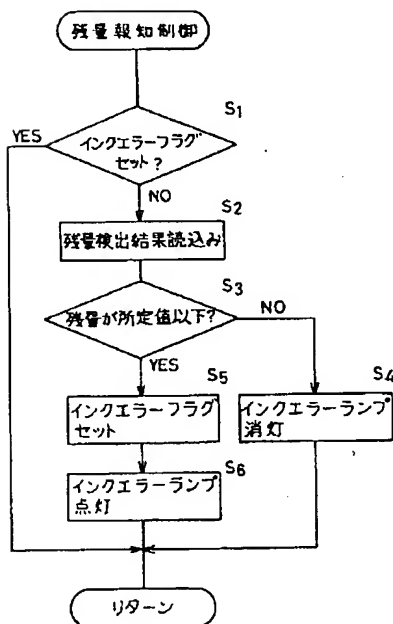 残量報知制御
S1
YES
インクエラーフラグ
セット?
NO
S2
残量検出結果読込み
S3
残量が所定値以下?
NO
YES
S5
S4
インクエラーフラグ
セット
インクエラーランプ
消灯
S6
インクエラーランプ
点灯
リターン